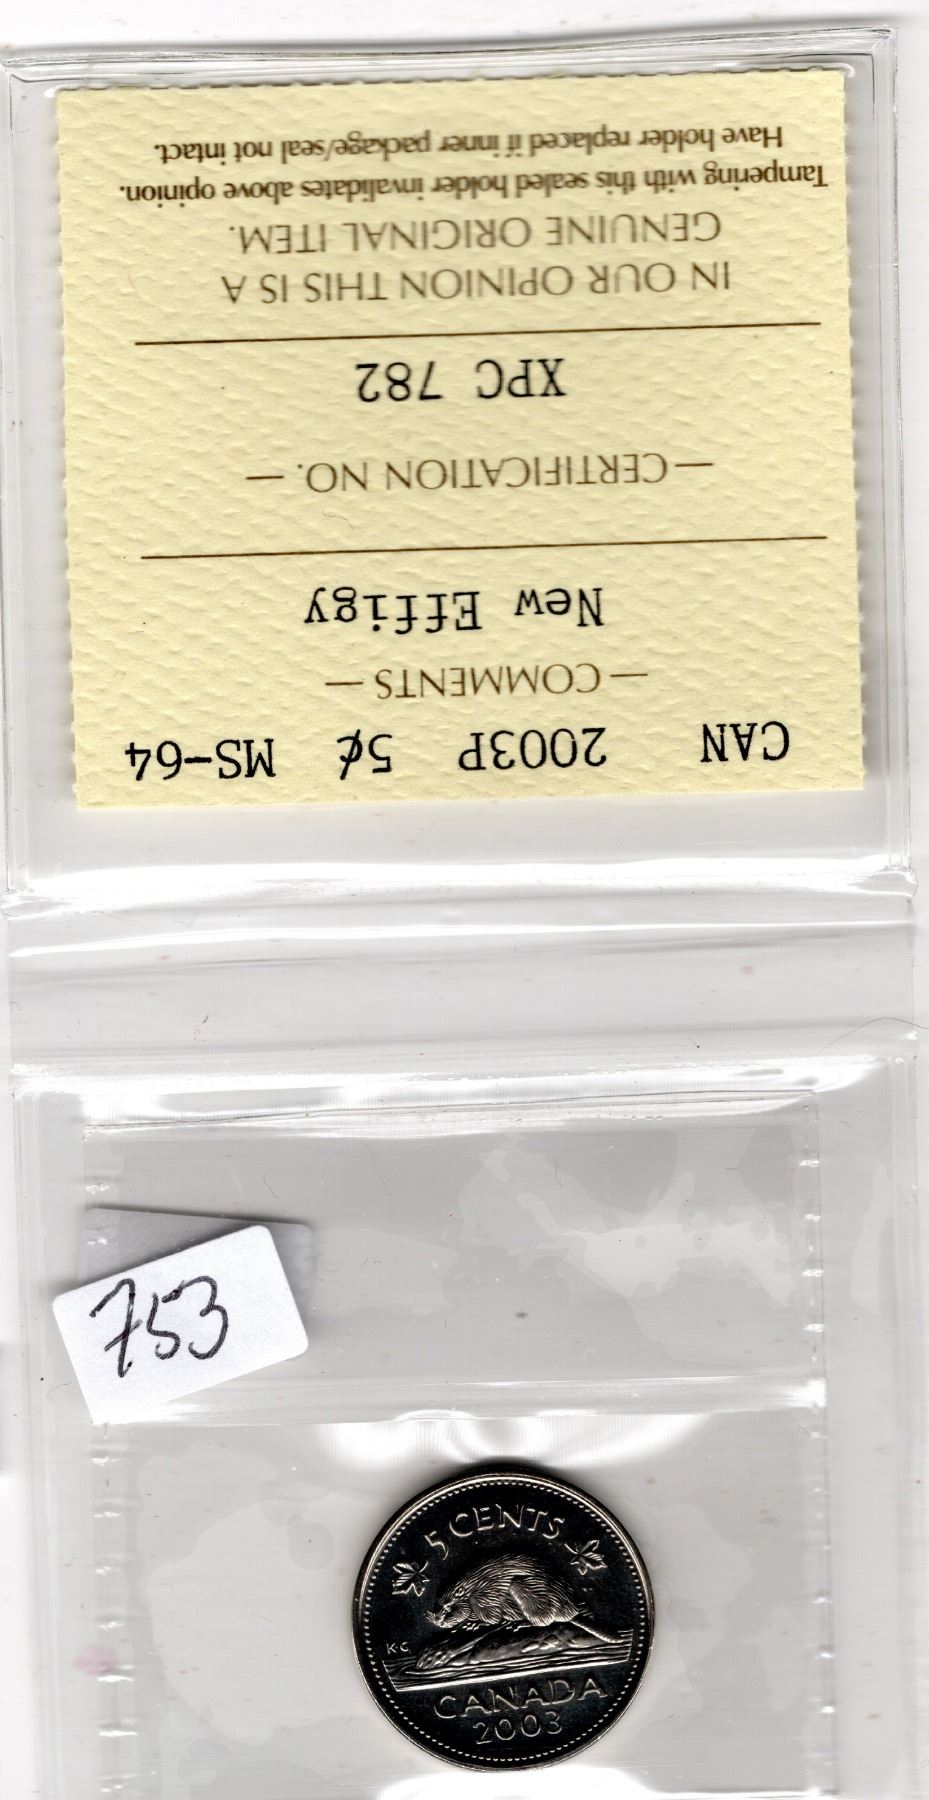 CAN 2003P 5¢ MS-64
— COMMENTS —
New Effigy
— CERTIFICATION NO. —
XPC 782
IN OUR OPINION THIS IS A
GENUINE ORIGINAL ITEM.
Tampering with this sealed holder invalidates above opinion.
Have holder replaced if inner package/seal not intact.
753
5 CENTS
K·G
CANADA
2003